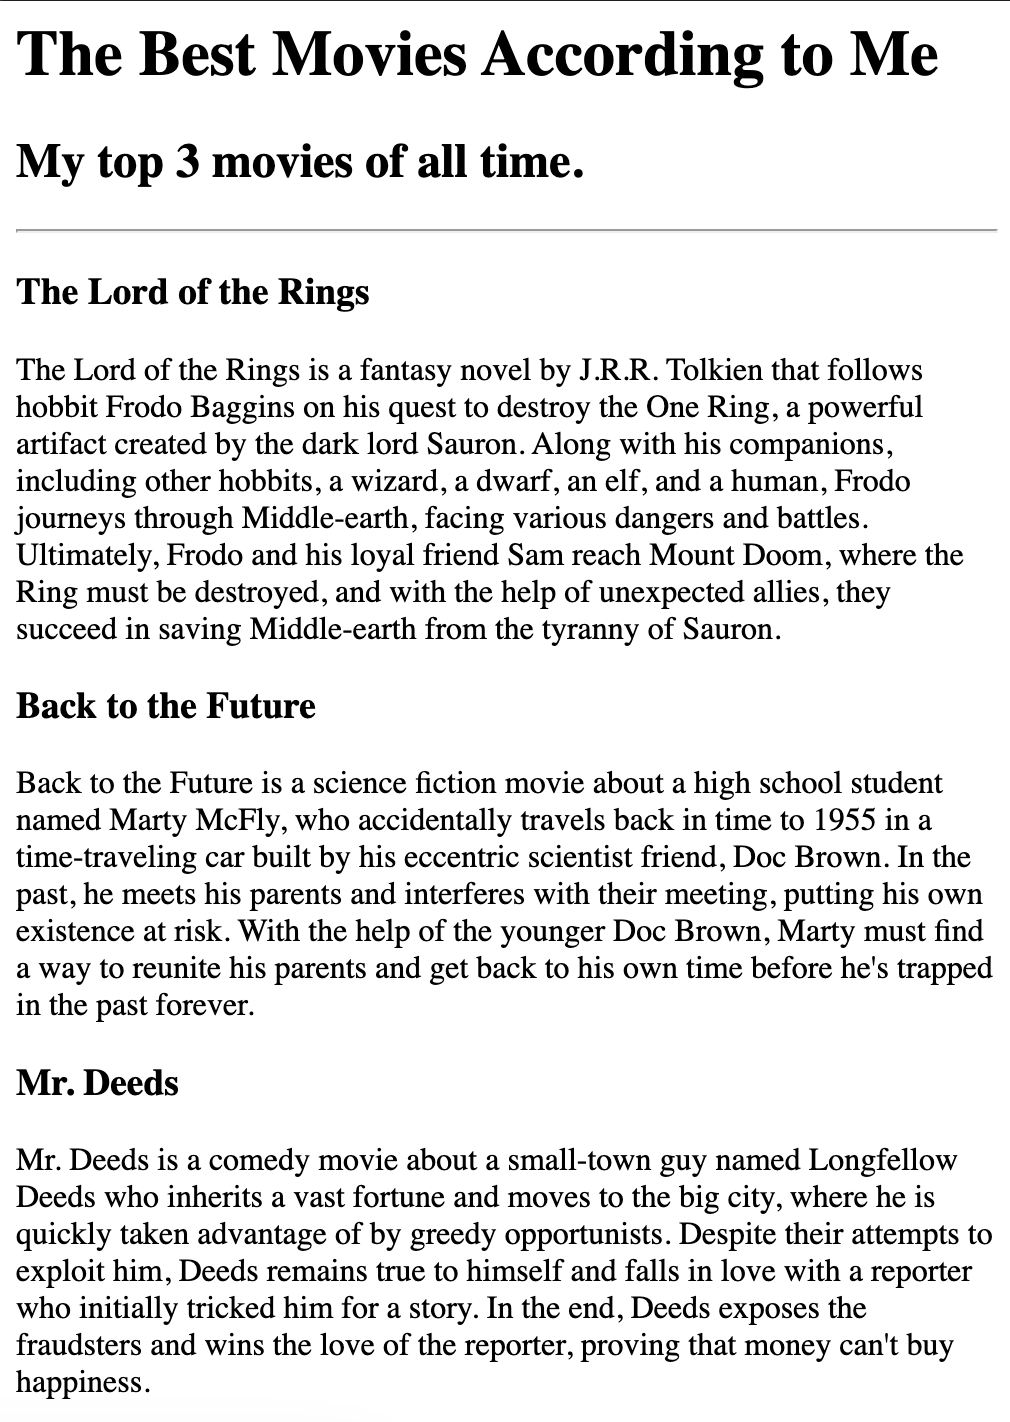 The Best Movies According to Me
My top 3 movies of all time.
The Lord of the Rings
The Lord of the Rings is a fantasy novel by J.R.R. Tolkien that follows
hobbit Frodo Baggins on his quest to destroy the One Ring, a powerful
artifact created by the dark lord Sauron. Along with his companions,
including other hobbits, a wizard, a dwarf, an elf, and a human, Frodo
journeys through Middle-earth, facing various dangers and battles.
Ultimately, Frodo and his loyal friend Sam reach Mount Doom, where the
Ring must be destroyed, and with the help of unexpected allies, they
succeed in saving Middle-earth from the tyranny of Sauron.
Back to the Future
Back to the Future is a science fiction movie about a high school student
named Marty McFly, who accidentally travels back in time to 1955 in a
time-traveling car built by his eccentric scientist friend, Doc Brown. In the
past, he meets his parents and interferes with their meeting, putting his own
existence at risk. With the help of the younger Doc Brown, Marty must find
a way to reunite his parents and get back to his own time before he's trapped
in the past forever.
Mr. Deeds
Mr. Deeds is a comedy movie about a small-town guy named Longfellow
Deeds who inherits a vast fortune and moves to the big city, where he is
quickly taken advantage of by greedy opportunists. Despite their attempts to
exploit him, Deeds remains true to himself and falls in love with a reporter
who initially tricked him for a story. In the end, Deeds exposes the
fraudsters and wins the love of the reporter, proving that money can't buy
happiness.